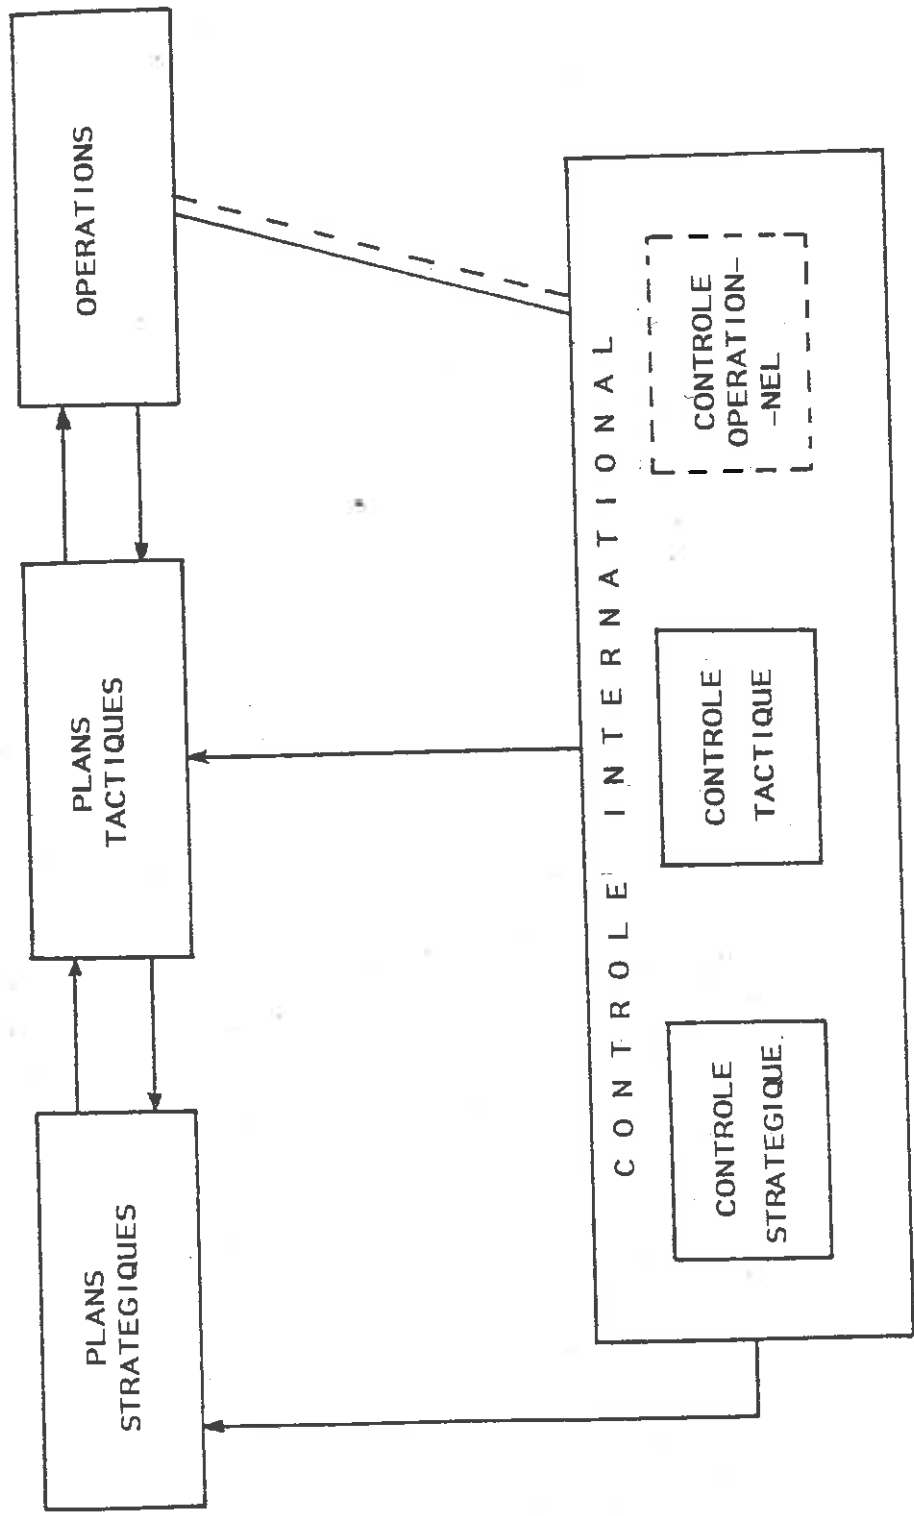 PLANS
STRATEGIQUES
PLANS
TACTIQUES
OPERATIONS
CONTROLE INTERNATIONAL
CONTROLE
STRATEGIQUE.
CONTROLE
TACTIQUE
CONTROLE
OPERATION-
-NEL